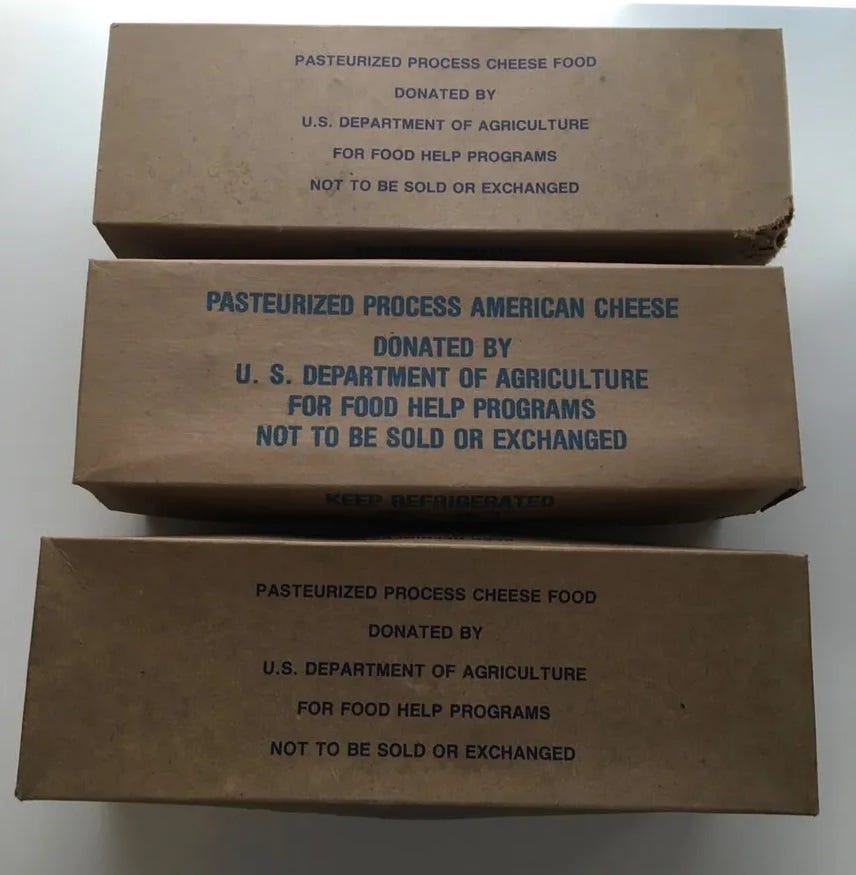 PASTEURIZED PROCESS CHEESE FOOD
DONATED BY
U.S. DEPARTMENT OF AGRICULTURE
FOR FOOD HELP PROGRAMS
NOT TO BE SOLD OR EXCHANGED
PASTEURIZED PROCESS AMERICAN CHEESE
DONATED BY
U. S. DEPARTMENT OF AGRICULTURE
FOR FOOD HELP PROGRAMS
NOT TO BE SOLD OR EXCHANGED
KEEP REFRIGERATED
PASTEURIZED PROCESS CHEESE FOOD
DONATED BY
U.S. DEPARTMENT OF AGRICULTURE
FOR FOOD HELP PROGRAMS
NOT TO BE SOLD OR EXCHANGED